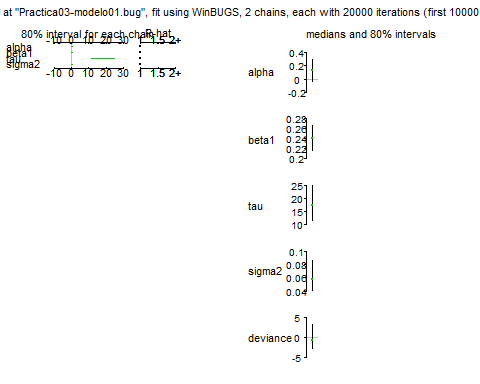 at "Practica03-modelo01.bug", fit using WinBUGS, 2 chains, each with 20000 iterations (first 10000
80% interval for each chain R-hat
medians and 80% intervals
-10 0 10 20 30 1 1.5 2+
alpha
beta1
tau
sigma2
-10 0 10 20 30 1 1.5 2+
alpha
0.4
0.2
0
-0.2
beta1
0.28
0.26
0.24
0.22
0.2
tau
25
20
15
10
sigma2
0.1
0.08
0.06
0.04
deviance
5
0
-5